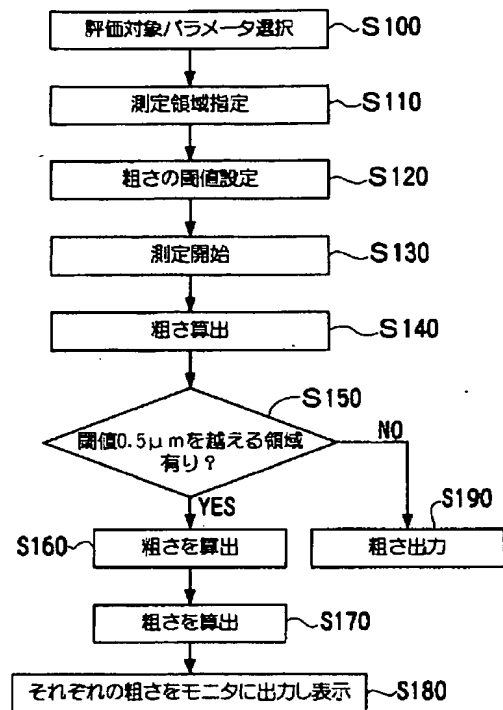 評価対象パラメータ選択
S100
測定領域指定
S110
粗さの閾値設定
S120
測定開始
S130
粗さ算出
S140
S150
閾値0.5μmを越える領域
有り？
NO
YES
S190
S160
粗さを算出
粗さ出力
粗さを算出
S170
それぞれの粗さをモニタに出力し表示
S180